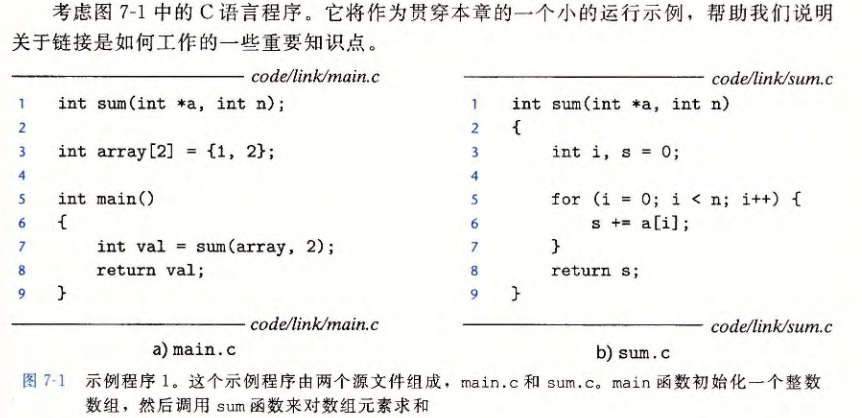 考虑图 7-1 中的 C 语言程序。它将作为贯穿本章的一个小的运行示例，帮助我们说明
关于链接是如何工作的一些重要知识点。
code/link/main.c
1 int sum(int *a, int n);
2
3 int array[2] = {1, 2};
4
5 int main()
6 {
7 int val = sum(array, 2);
8 return val;
9 }
code/link/main.c
a) main.c
code/link/sum.c
1 int sum(int *a, int n)
2 {
3 int i, s = 0;
4
5 for (i = 0; i < n; i++) {
6 s += a[i];
7 }
8 return s;
9 }
code/link/sum.c
b) sum.c
图 7-1 示例程序 1。这个示例程序由两个源文件组成，main.c 和 sum.c。main 函数初始化一个整数
数组，然后调用 sum 函数来对数组元素求和